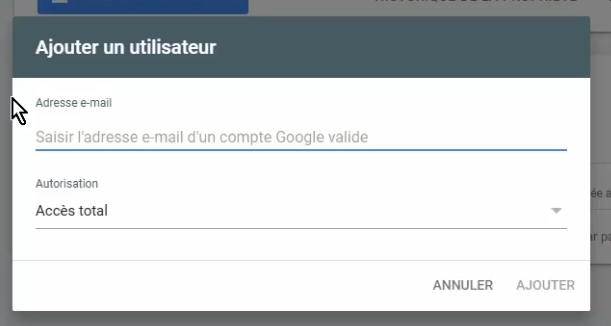 Ajouter un utilisateur
Adresse e-mail
Saisir l'adresse e-mail d'un compte Google valide
Autorisation
Accès total
ANNULER AJOUTER